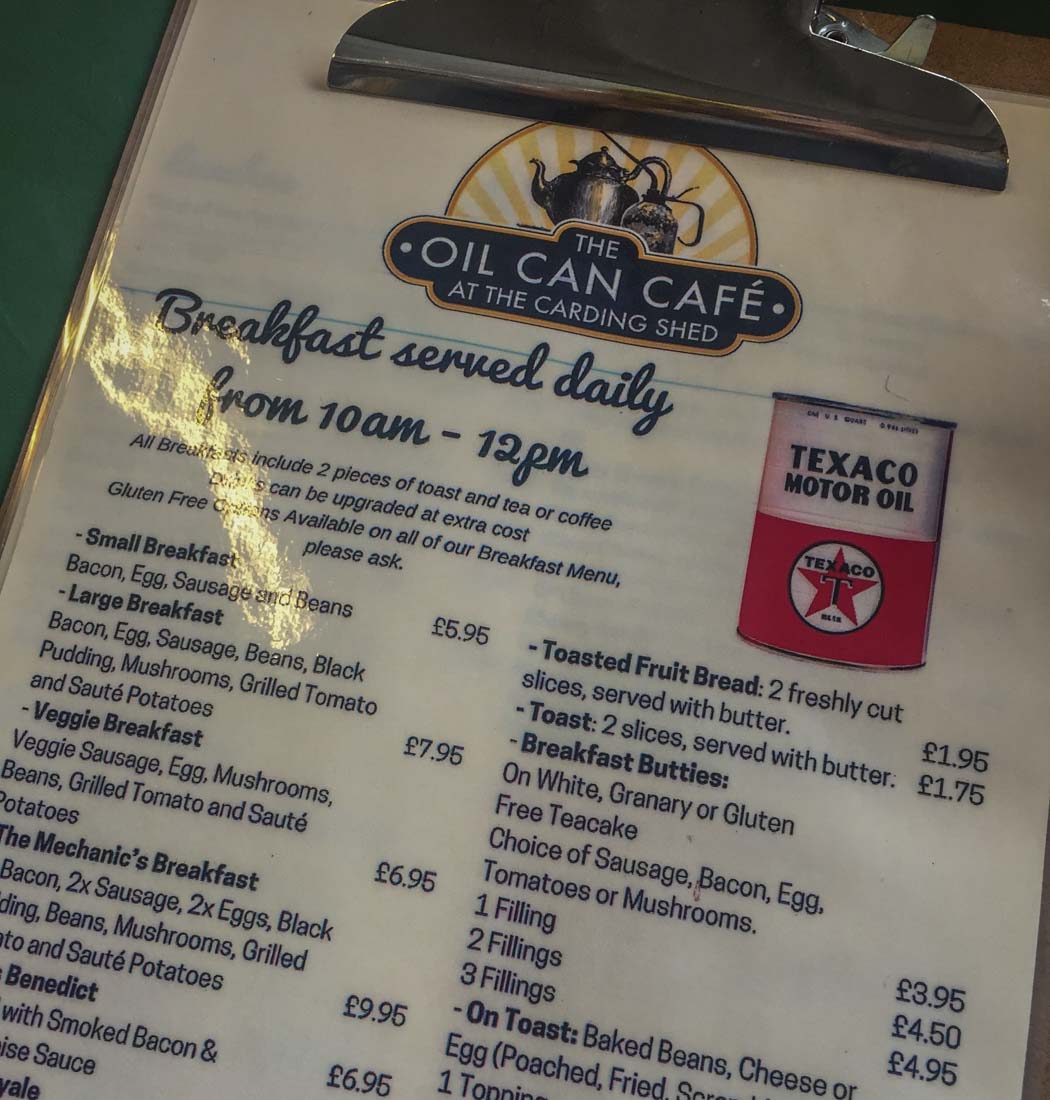 THE
OIL CAN CAFÉ
AT THE CARDING SHED
Breakfast served daily
from 10am - 12pm
All Breakfasts include 2 pieces of toast and tea or coffee
can be upgraded at extra cost
Gluten Free Options Available on all of our Breakfast Menu,
please ask.
- Small Breakfast
Bacon, Egg, Sausage and Beans
£5.95
- Large Breakfast
Bacon, Egg, Sausage, Beans, Black
Pudding, Mushrooms, Grilled Tomato
and Sauté Potatoes
£7.95
- Veggie Breakfast
Veggie Sausage, Egg, Mushrooms,
Beans, Grilled Tomato and Sauté
Potatoes
£6.95
The Mechanic's Breakfast
Bacon, 2x Sausage, 2x Eggs, Black
ding, Beans, Mushrooms, Grilled
to and Sauté Potatoes
£9.95
Benedict
with Smoked Bacon &
ise Sauce
£6.95
yale
TEXACO
MOTOR OIL
TEXACO
T
- Toasted Fruit Bread: 2 freshly cut
slices, served with butter.
£1.95
- Toast: 2 slices, served with butter.
£1.75
- Breakfast Butties:
On White, Granary or Gluten
Free Teacake
Choice of Sausage, Bacon, Egg,
Tomatoes or Mushrooms.
1 Filling £3.95
2 Fillings £4.50
3 Fillings £4.95
- On Toast: Baked Beans, Cheese or
Egg (Poached, Fried,
1 Topping